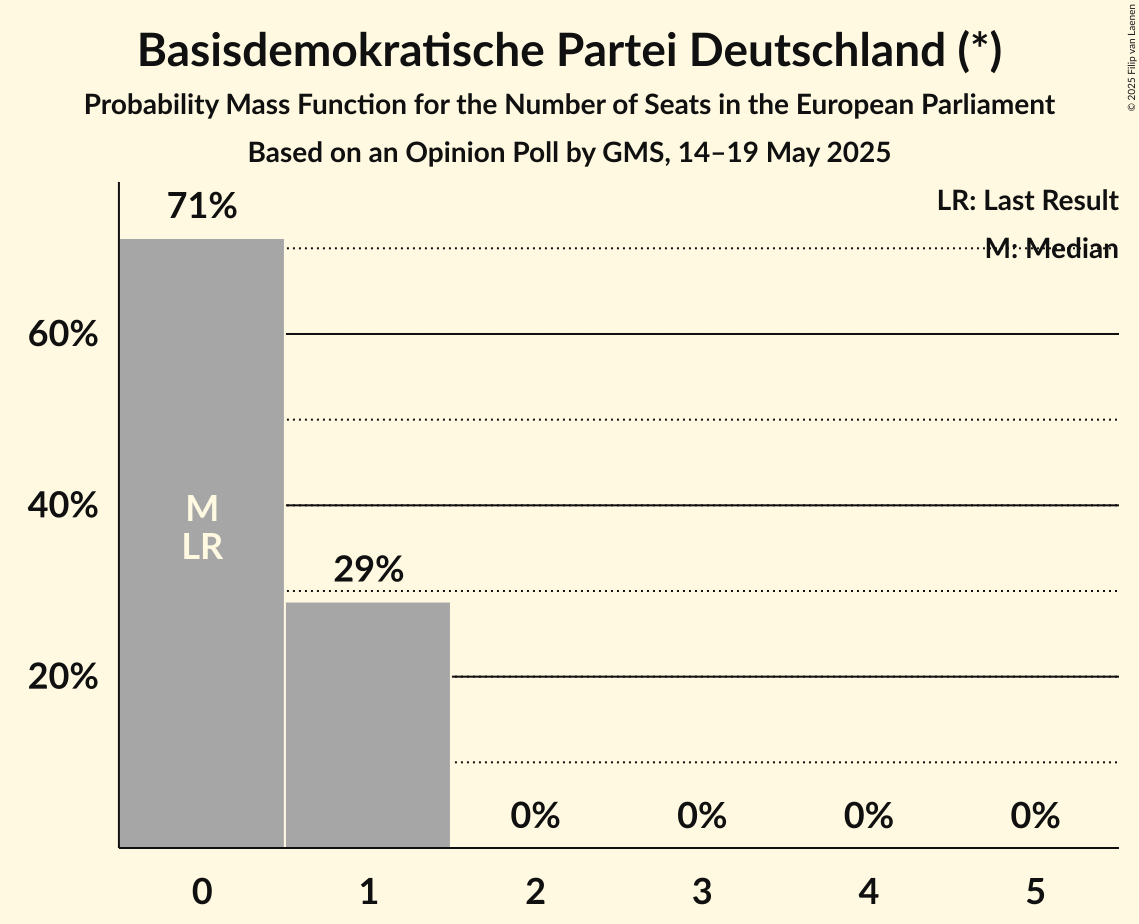 Basisdemokratische Partei Deutschland (*)
Probability Mass Function for the Number of Seats in the European Parliament
Based on an Opinion Poll by GMS, 14–19 May 2025
© 2025 Filip van Laenen
LR: Last Result
M: Median
71%
60%
40%
20%
M
LR
29%
0% 0% 0% 0%
0 1 2 3 4 5